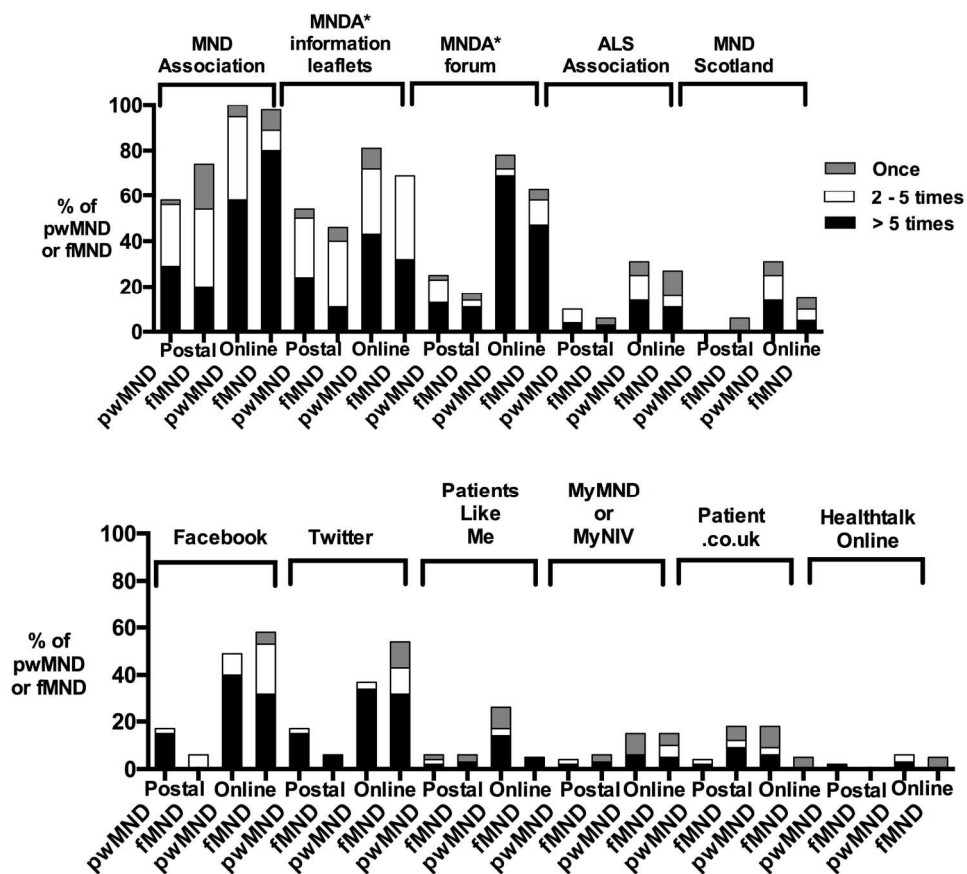 MND
Association
MNDA*
information
leaflets
MNDA*
forum
ALS
Association
MND
Scotland
100
80
60
40
20
0
% of
pwMND
or fMND
Once
2 - 5 times
> 5 times
Postal Online Postal Online Postal Online Postal Online Postal Online
pwMND fMND pwMND fMND pwMND fMND pwMND fMND pwMND fMND pwMND fMND pwMND fMND pwMND fMND pwMND fMND pwMND fMND
Facebook
Twitter
Patients
Like
Me
MyMND
or
MyNIV
Patient
.co.uk
Healthtalk
Online
100
80
60
40
20
0
% of
pwMND
or fMND
Postal Online Postal Online Postal Online Postal Online Postal Online Postal Online
pwMND fMND pwMND fMND pwMND fMND pwMND fMND pwMND fMND pwMND fMND pwMND fMND pwMND fMND pwMND fMND pwMND fMND pwMND fMND pwMND fMND